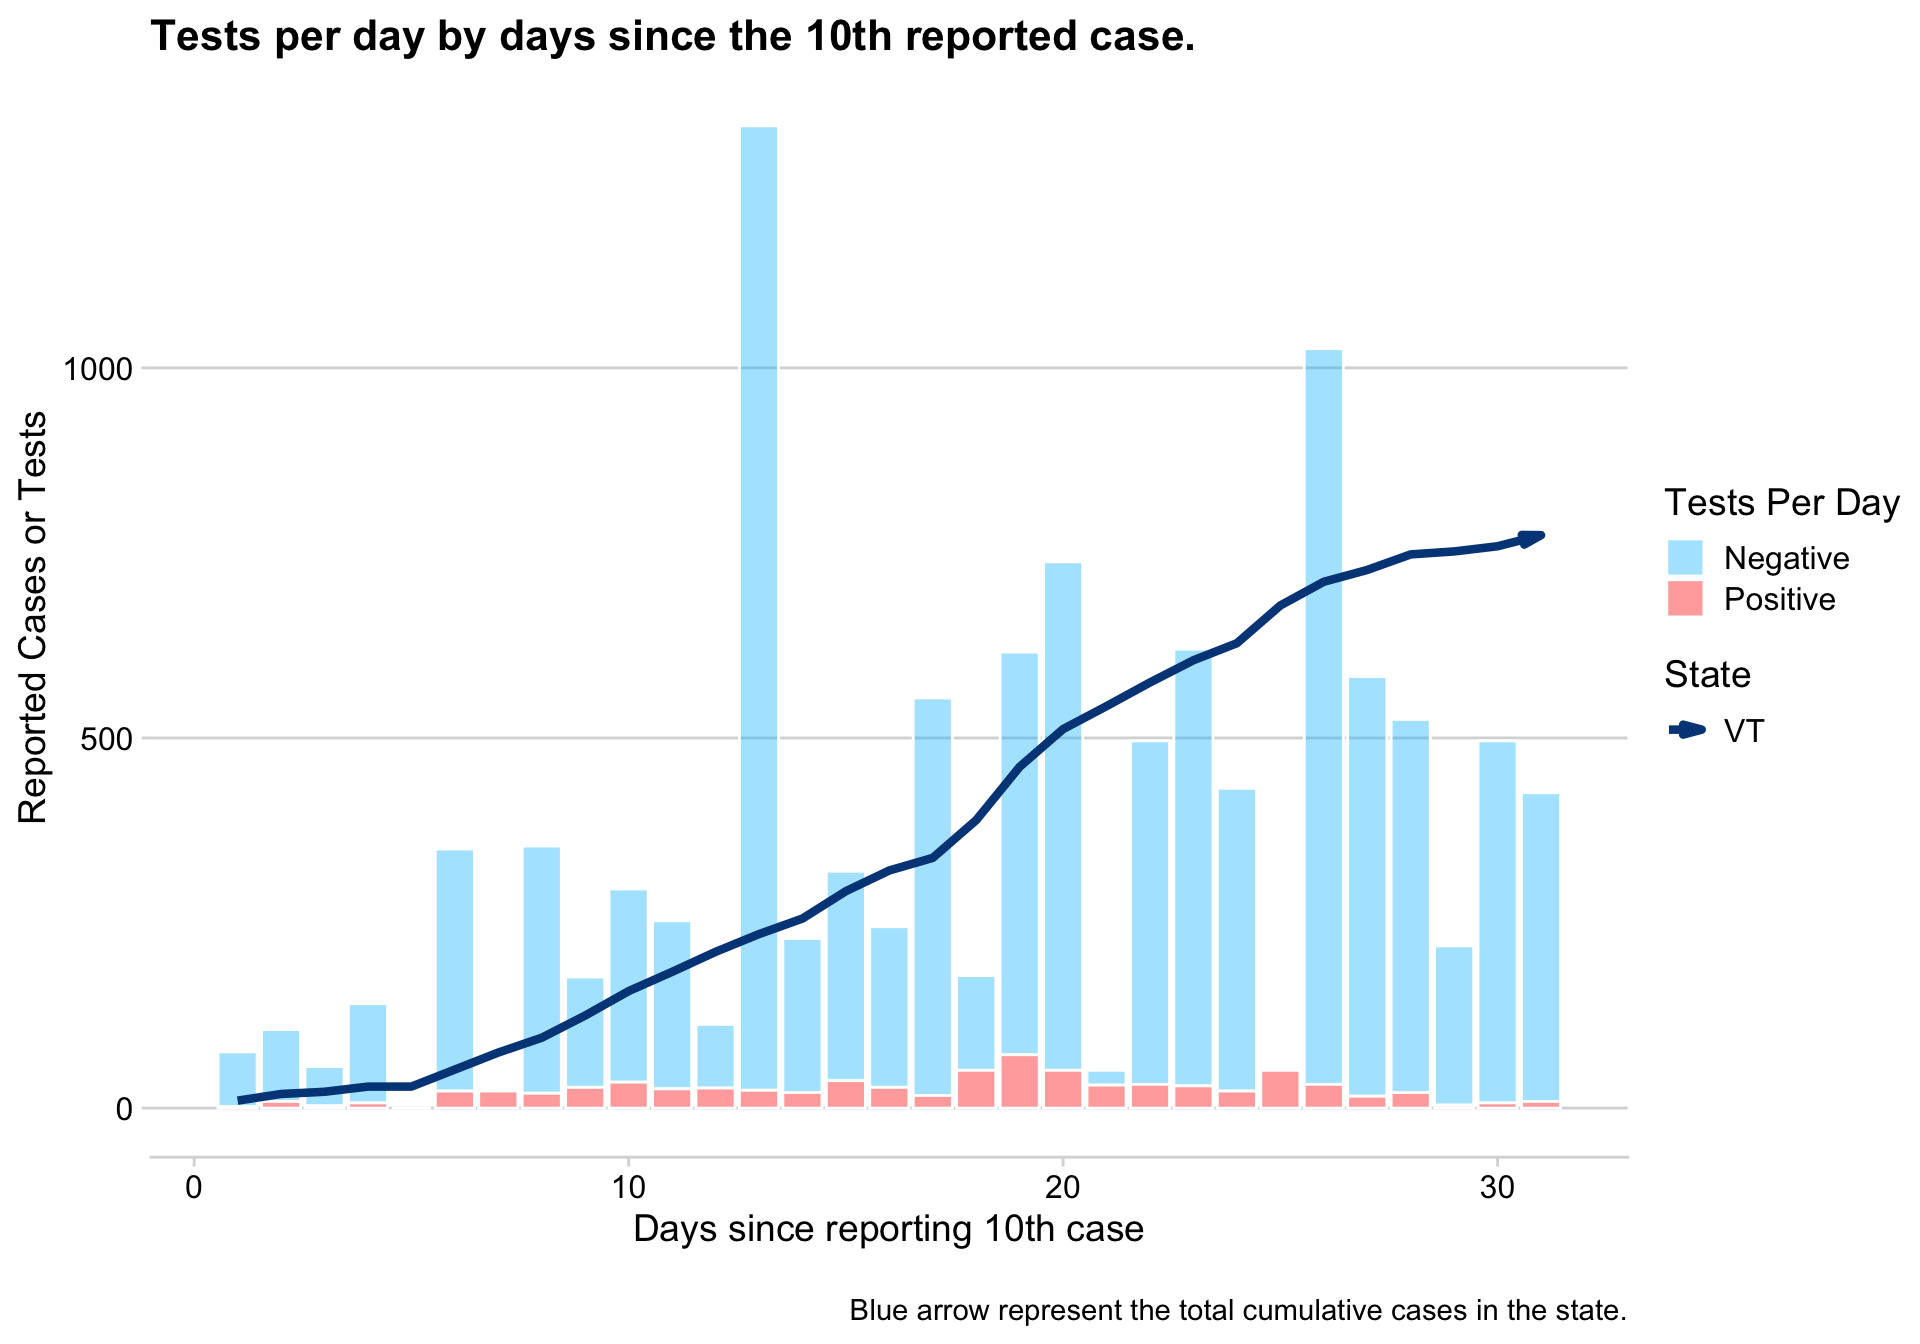 Tests per day by days since the 10th reported case.
Reported Cases or Tests
1000
500
0
0
10
20
30
Days since reporting 10th case
Tests Per Day
Negative
Positive
State
VT
Blue arrow represent the total cumulative cases in the state.